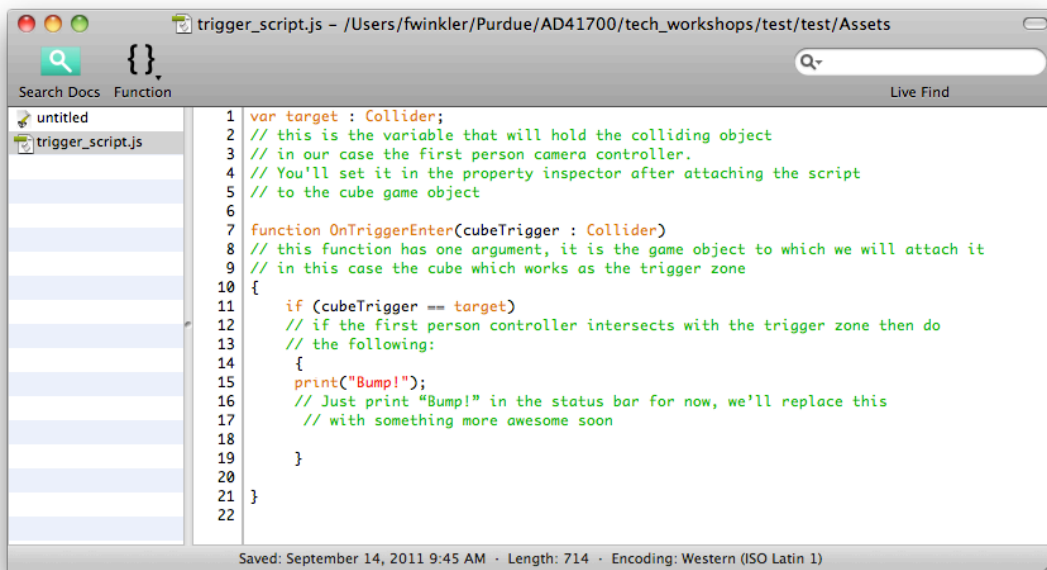 trigger_script.js – /Users/fwinkler/Purdue/AD41700/tech_workshops/test/test/Assets
{}
Search Docs Function Live Find
untitled
trigger_script.js
1 var target : Collider;
2 // this is the variable that will hold the colliding object
3 // in our case the first person camera controller.
4 // You'll set it in the property inspector after attaching the script
5 // to the cube game object
6
7 function OnTriggerEnter(cubeTrigger : Collider)
8 // this function has one argument, it is the game object to which we will attach it
9 // in this case the cube which works as the trigger zone
10 {
11 if (cubeTrigger == target)
12 // if the first person controller intersects with the trigger zone then do
13 // the following:
14 {
15 print("Bump!");
16 // Just print “Bump!” in the status bar for now, we’ll replace this
17 // with something more awesome soon
18
19 }
20
21 }
22
Saved: September 14, 2011 9:45 AM · Length: 714 · Encoding: Western (ISO Latin 1)